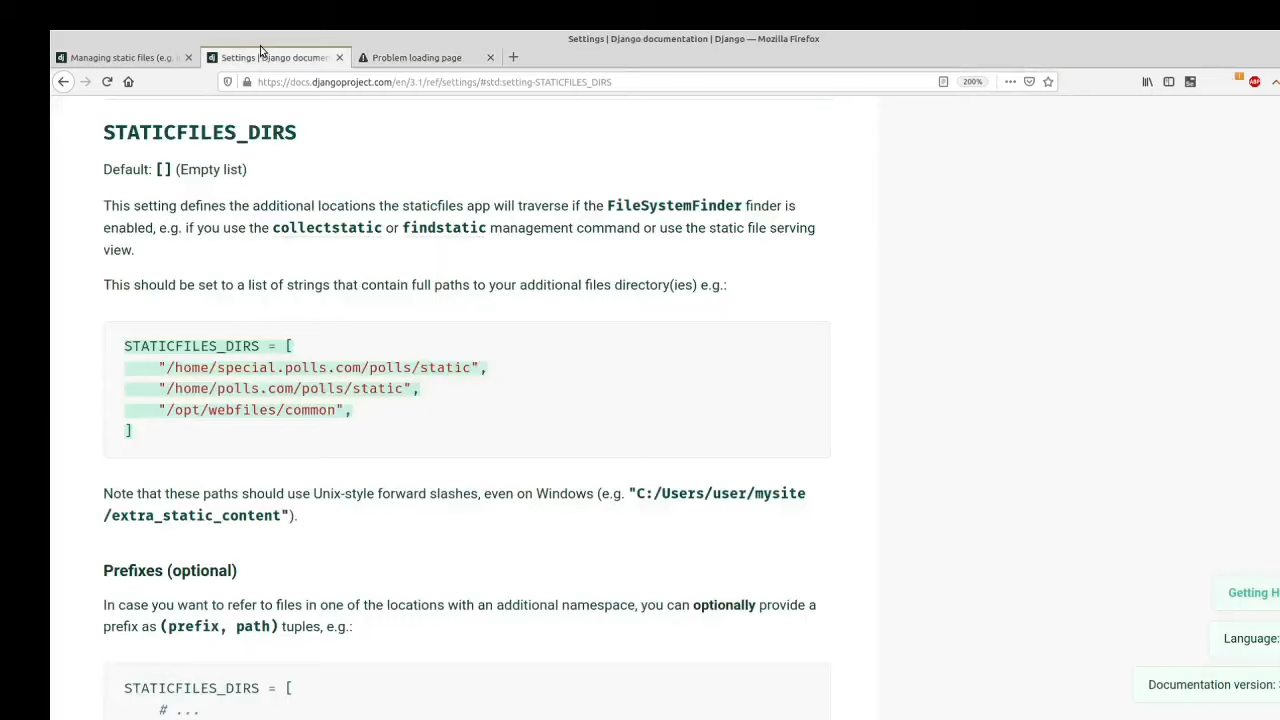 Settings | Django documentation | Django — Mozilla Firefox
Managing static files (e.g.
Settings | Django documen
Problem loading page
https://docs.djangoproject.com/en/3.1/ref/settings/#std:setting-STATICFILES_DIRS
200%
ABP
STATICFILES_DIRS
Default: [] (Empty list)
This setting defines the additional locations the staticfiles app will traverse if the FileSystemFinder finder is
enabled, e.g. if you use the collectstatic or findstatic management command or use the static file serving
view.
This should be set to a list of strings that contain full paths to your additional files directory(ies) e.g.:
STATICFILES_DIRS = [
"/home/special.polls.com/polls/static",
"/home/polls.com/polls/static",
"/opt/webfiles/common",
]
Note that these paths should use Unix-style forward slashes, even on Windows (e.g. "C:/Users/user/mysite
/extra_static_content").
Prefixes (optional)
In case you want to refer to files in one of the locations with an additional namespace, you can optionally provide a
prefix as (prefix, path) tuples, e.g.:
STATICFILES_DIRS = [
# ...
Getting H
Language:
Documentation version: